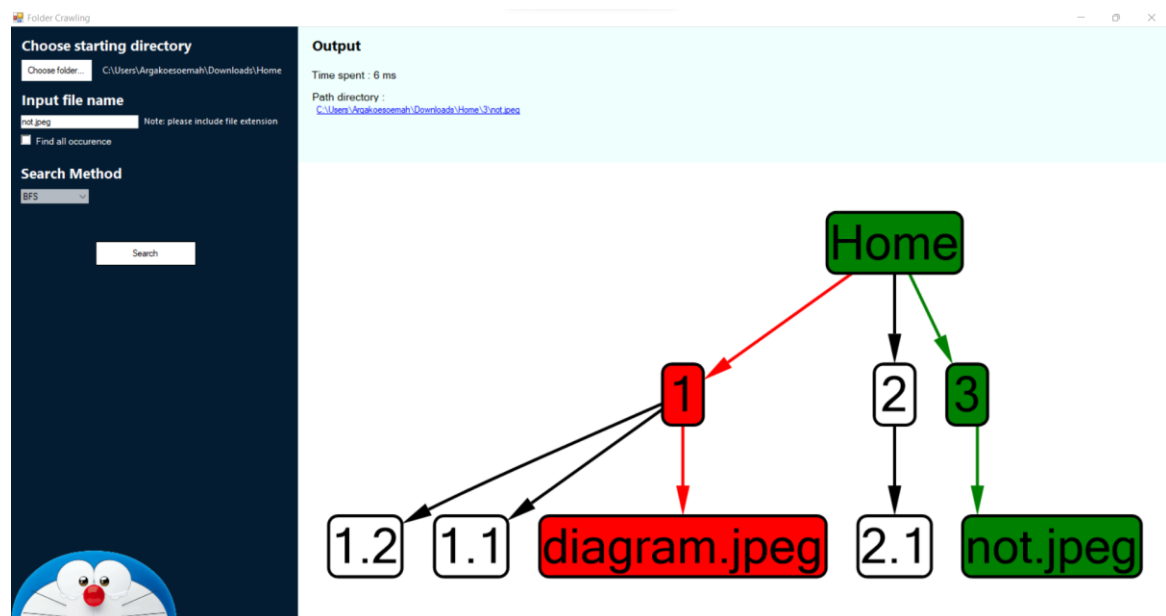 Folder Crawling
Choose starting directory
Choose folder... C:\Users\Argakoesoemah\Downloads\Home
Input file name
not.jpeg Note: please include file extension
Find all occurence
Search Method
BFS
Search
Output
Time spent : 6 ms
Path directory :
C:\Users\Argakoesoemah\Downloads\Home\3\not.jpeg
Home
1 2 3
1.2 1.1 diagram.jpeg 2.1 not.jpeg